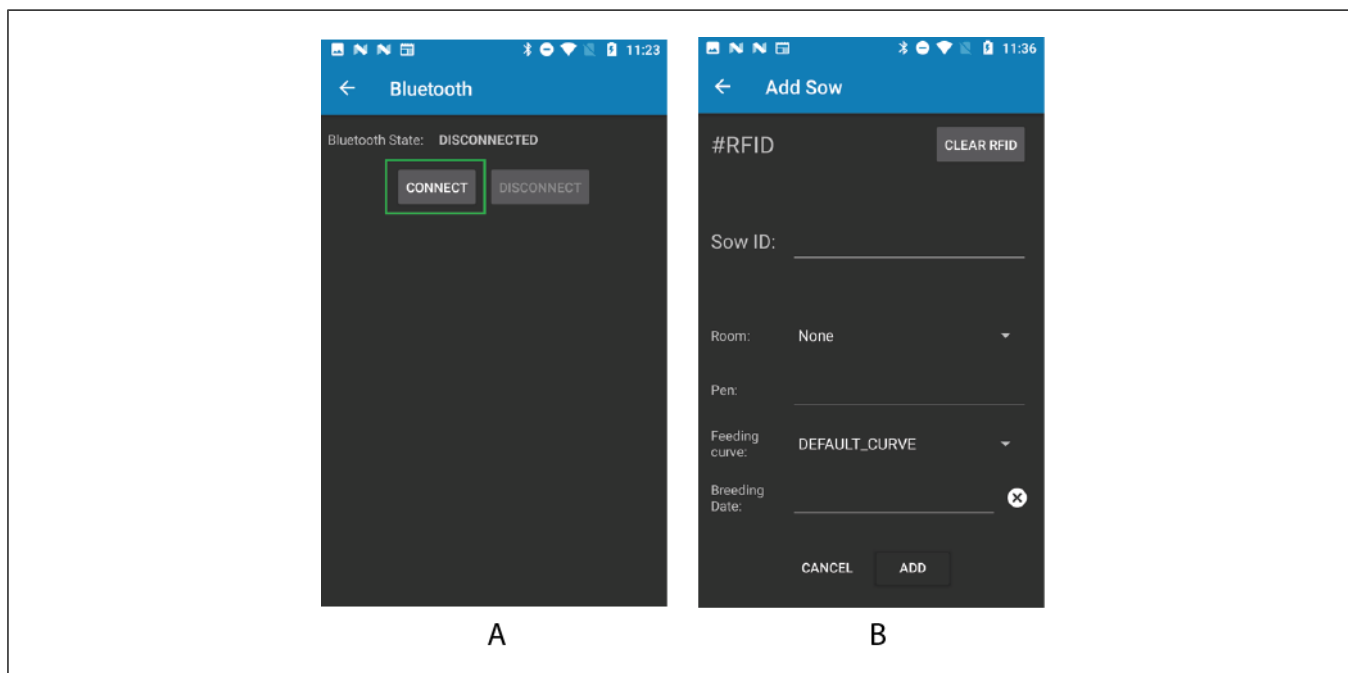 11:23
Bluetooth
Bluetooth State: DISCONNECTED
CONNECT DISCONNECT
A
11:36
Add Sow
#RFID CLEAR RFID
Sow ID:
Room: None
Pen:
Feeding
curve: DEFAULT_CURVE
Breeding
Date:
CANCEL ADD
B